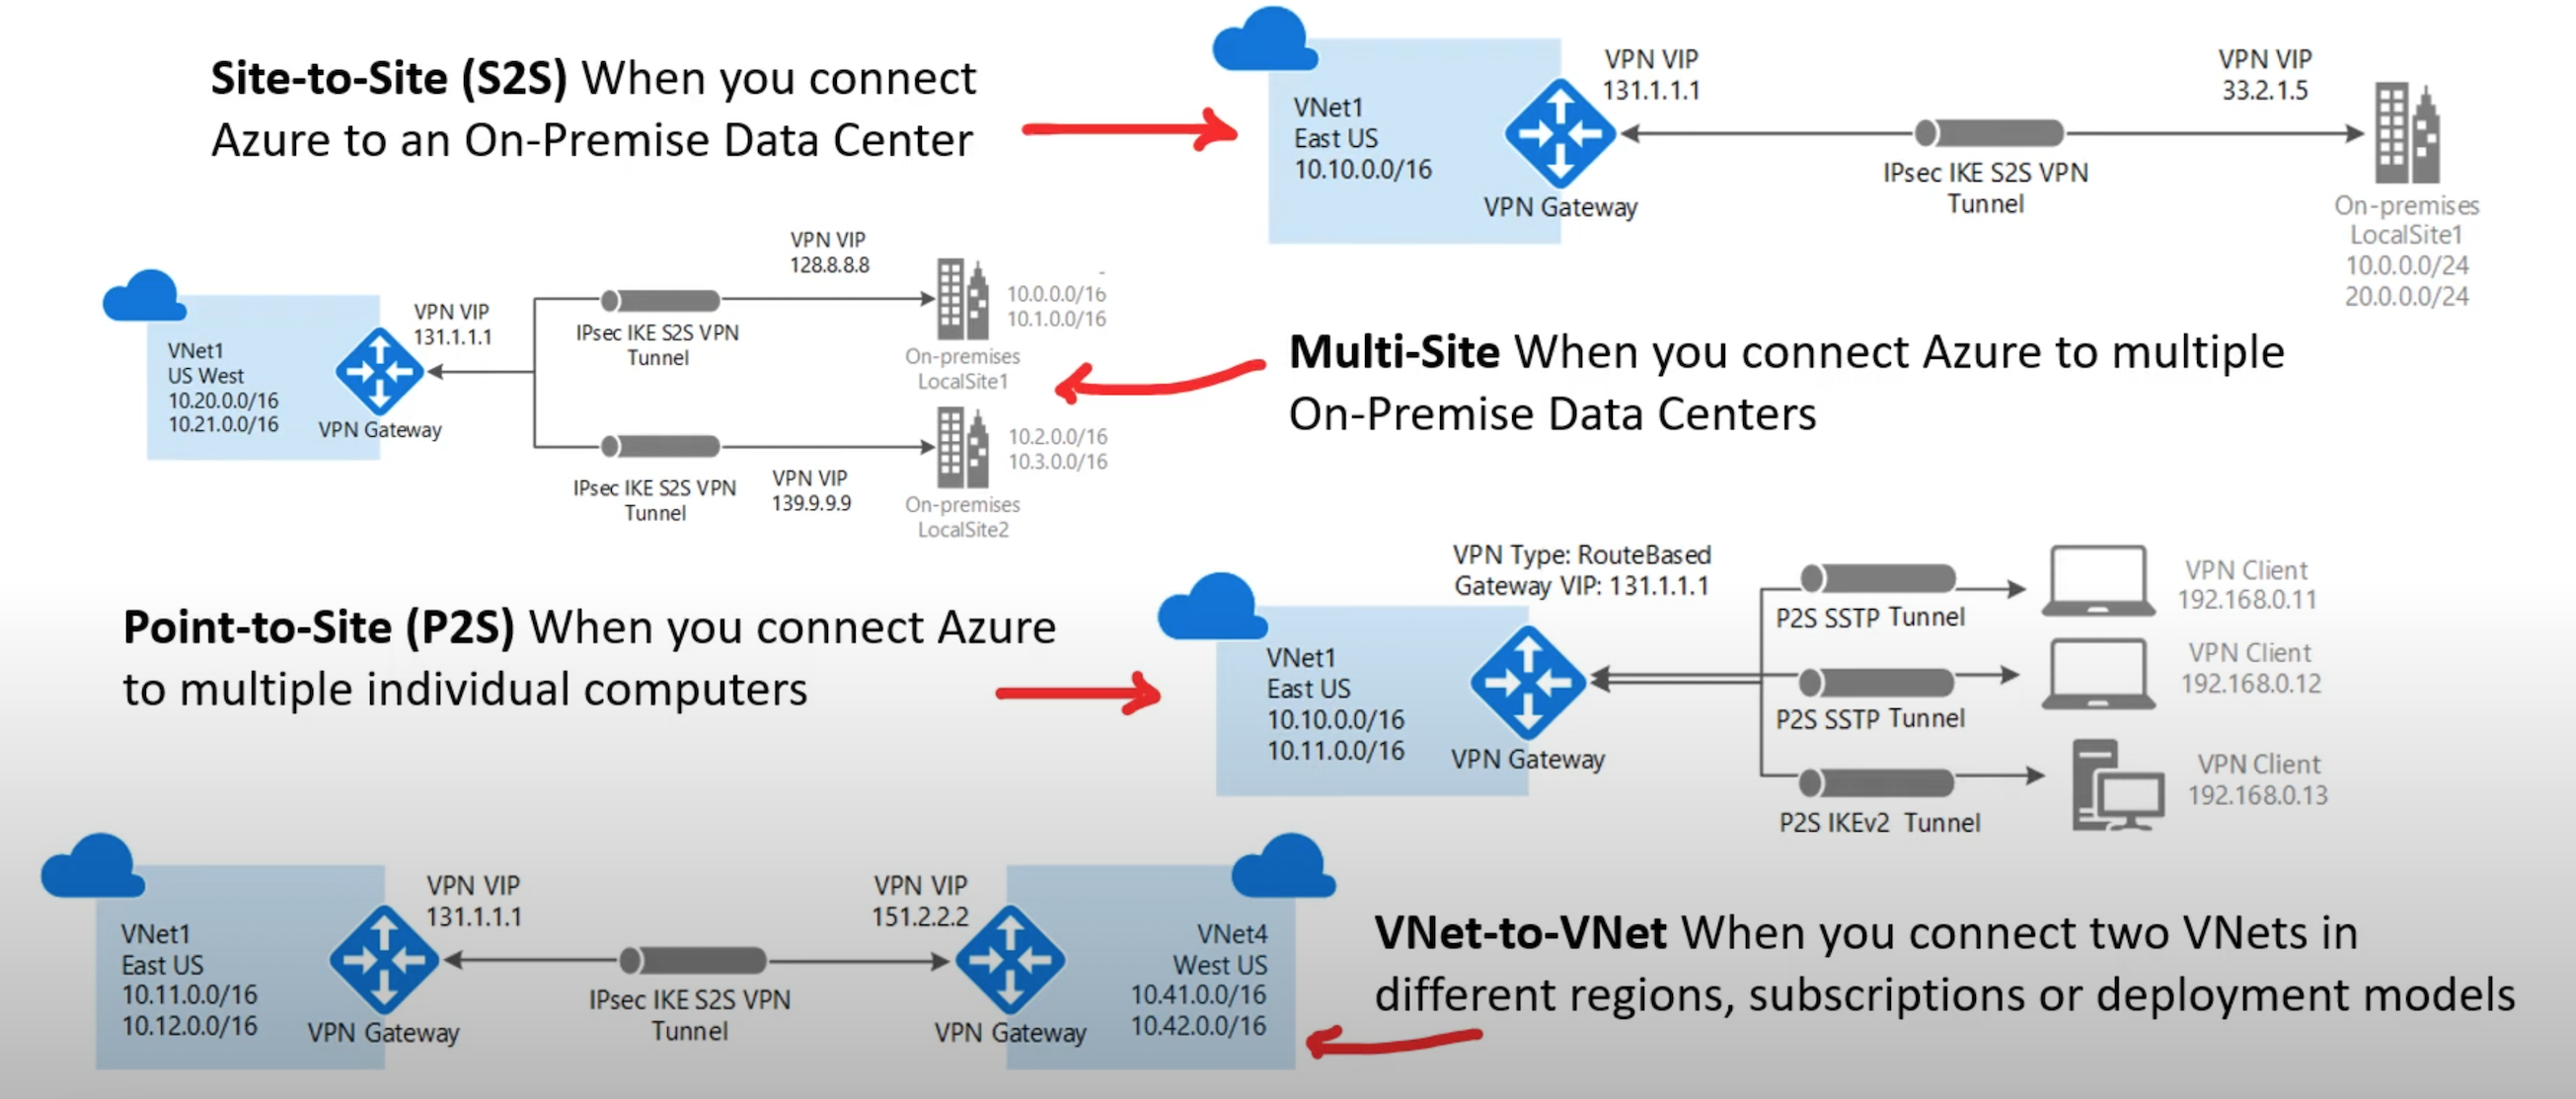 Site-to-Site (S2S) When you connect
Azure to an On-Premise Data Center
VNet1
East US
10.10.0.0/16
VPN VIP
131.1.1.1
VPN Gateway
IPsec IKE S2S VPN
Tunnel
VPN VIP
33.2.1.5
On-premises
LocalSite1
10.0.0.0/24
20.0.0.0/24
VNet1
US West
10.20.0.0/16
10.21.0.0/16
VPN VIP
131.1.1.1
VPN Gateway
IPsec IKE S2S VPN
Tunnel
VPN VIP
128.8.8.8
-
10.0.0.0/16
10.1.0.0/16
On-premises
LocalSite1
IPsec IKE S2S VPN
Tunnel
VPN VIP
139.9.9.9
10.2.0.0/16
10.3.0.0/16
On-premises
LocalSite2
Multi-Site When you connect Azure to multiple
On-Premise Data Centers
Point-to-Site (P2S) When you connect Azure
to multiple individual computers
VPN Type: RouteBased
Gateway VIP: 131.1.1.1
VNet1
East US
10.10.0.0/16
10.11.0.0/16
VPN Gateway
P2S SSTP Tunnel
VPN Client
192.168.0.11
P2S SSTP Tunnel
VPN Client
192.168.0.12
P2S IKEv2 Tunnel
VPN Client
192.168.0.13
VNet1
East US
10.11.0.0/16
10.12.0.0/16
VPN VIP
131.1.1.1
VPN Gateway
IPsec IKE S2S VPN
Tunnel
VPN VIP
151.2.2.2
VPN Gateway
VNet4
West US
10.41.0.0/16
10.42.0.0/16
VNet-to-VNet When you connect two VNets in
different regions, subscriptions or deployment models